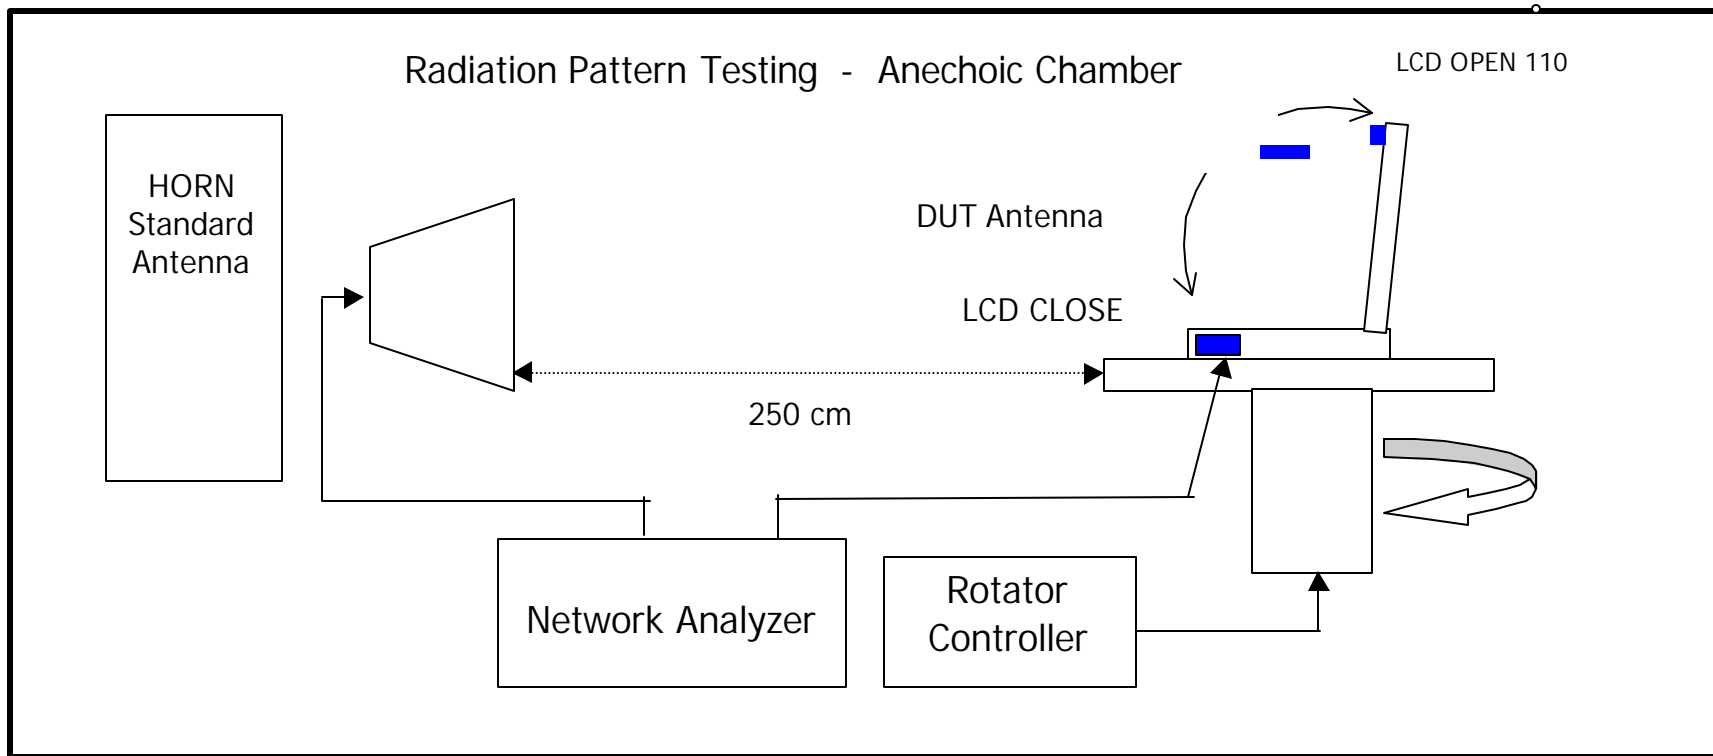 Radiation Pattern Testing - Anechoic Chamber
LCD OPEN 110
HORN
Standard
Antenna
DUT Antenna
LCD CLOSE
250 cm
Network Analyzer
Rotator
Controller